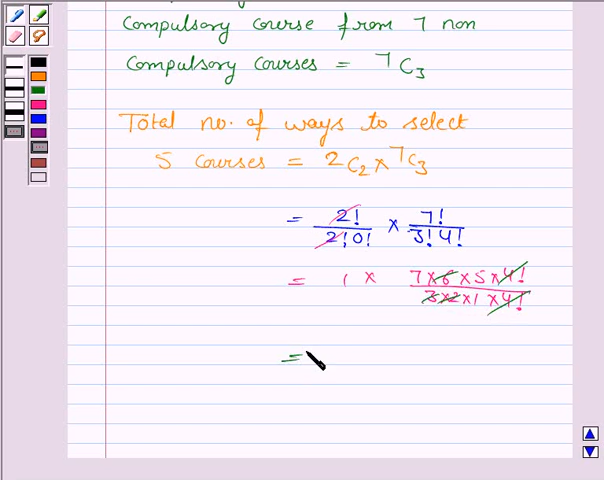 Compulsory course from 7 non
Compulsory courses = ⁷C₃
Total no. of ways to select
5 courses = 2C₂ × ⁷C₃
= 2!/2!0! × 7!/3!4!
= 1 × 7×6×5×4!/3×2×1×4!
=